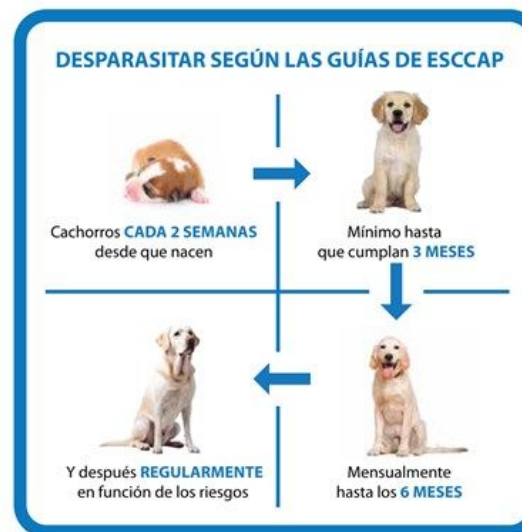 DESPARASITAR SEGÚN LAS GUÍAS DE ESCCAP
Cachorros CADA 2 SEMANAS
desde que nacen
Mínimo hasta
que cumplan 3 MESES
Y después REGULARMENTE
en función de los riesgos
Mensualmente
hasta los 6 MESES